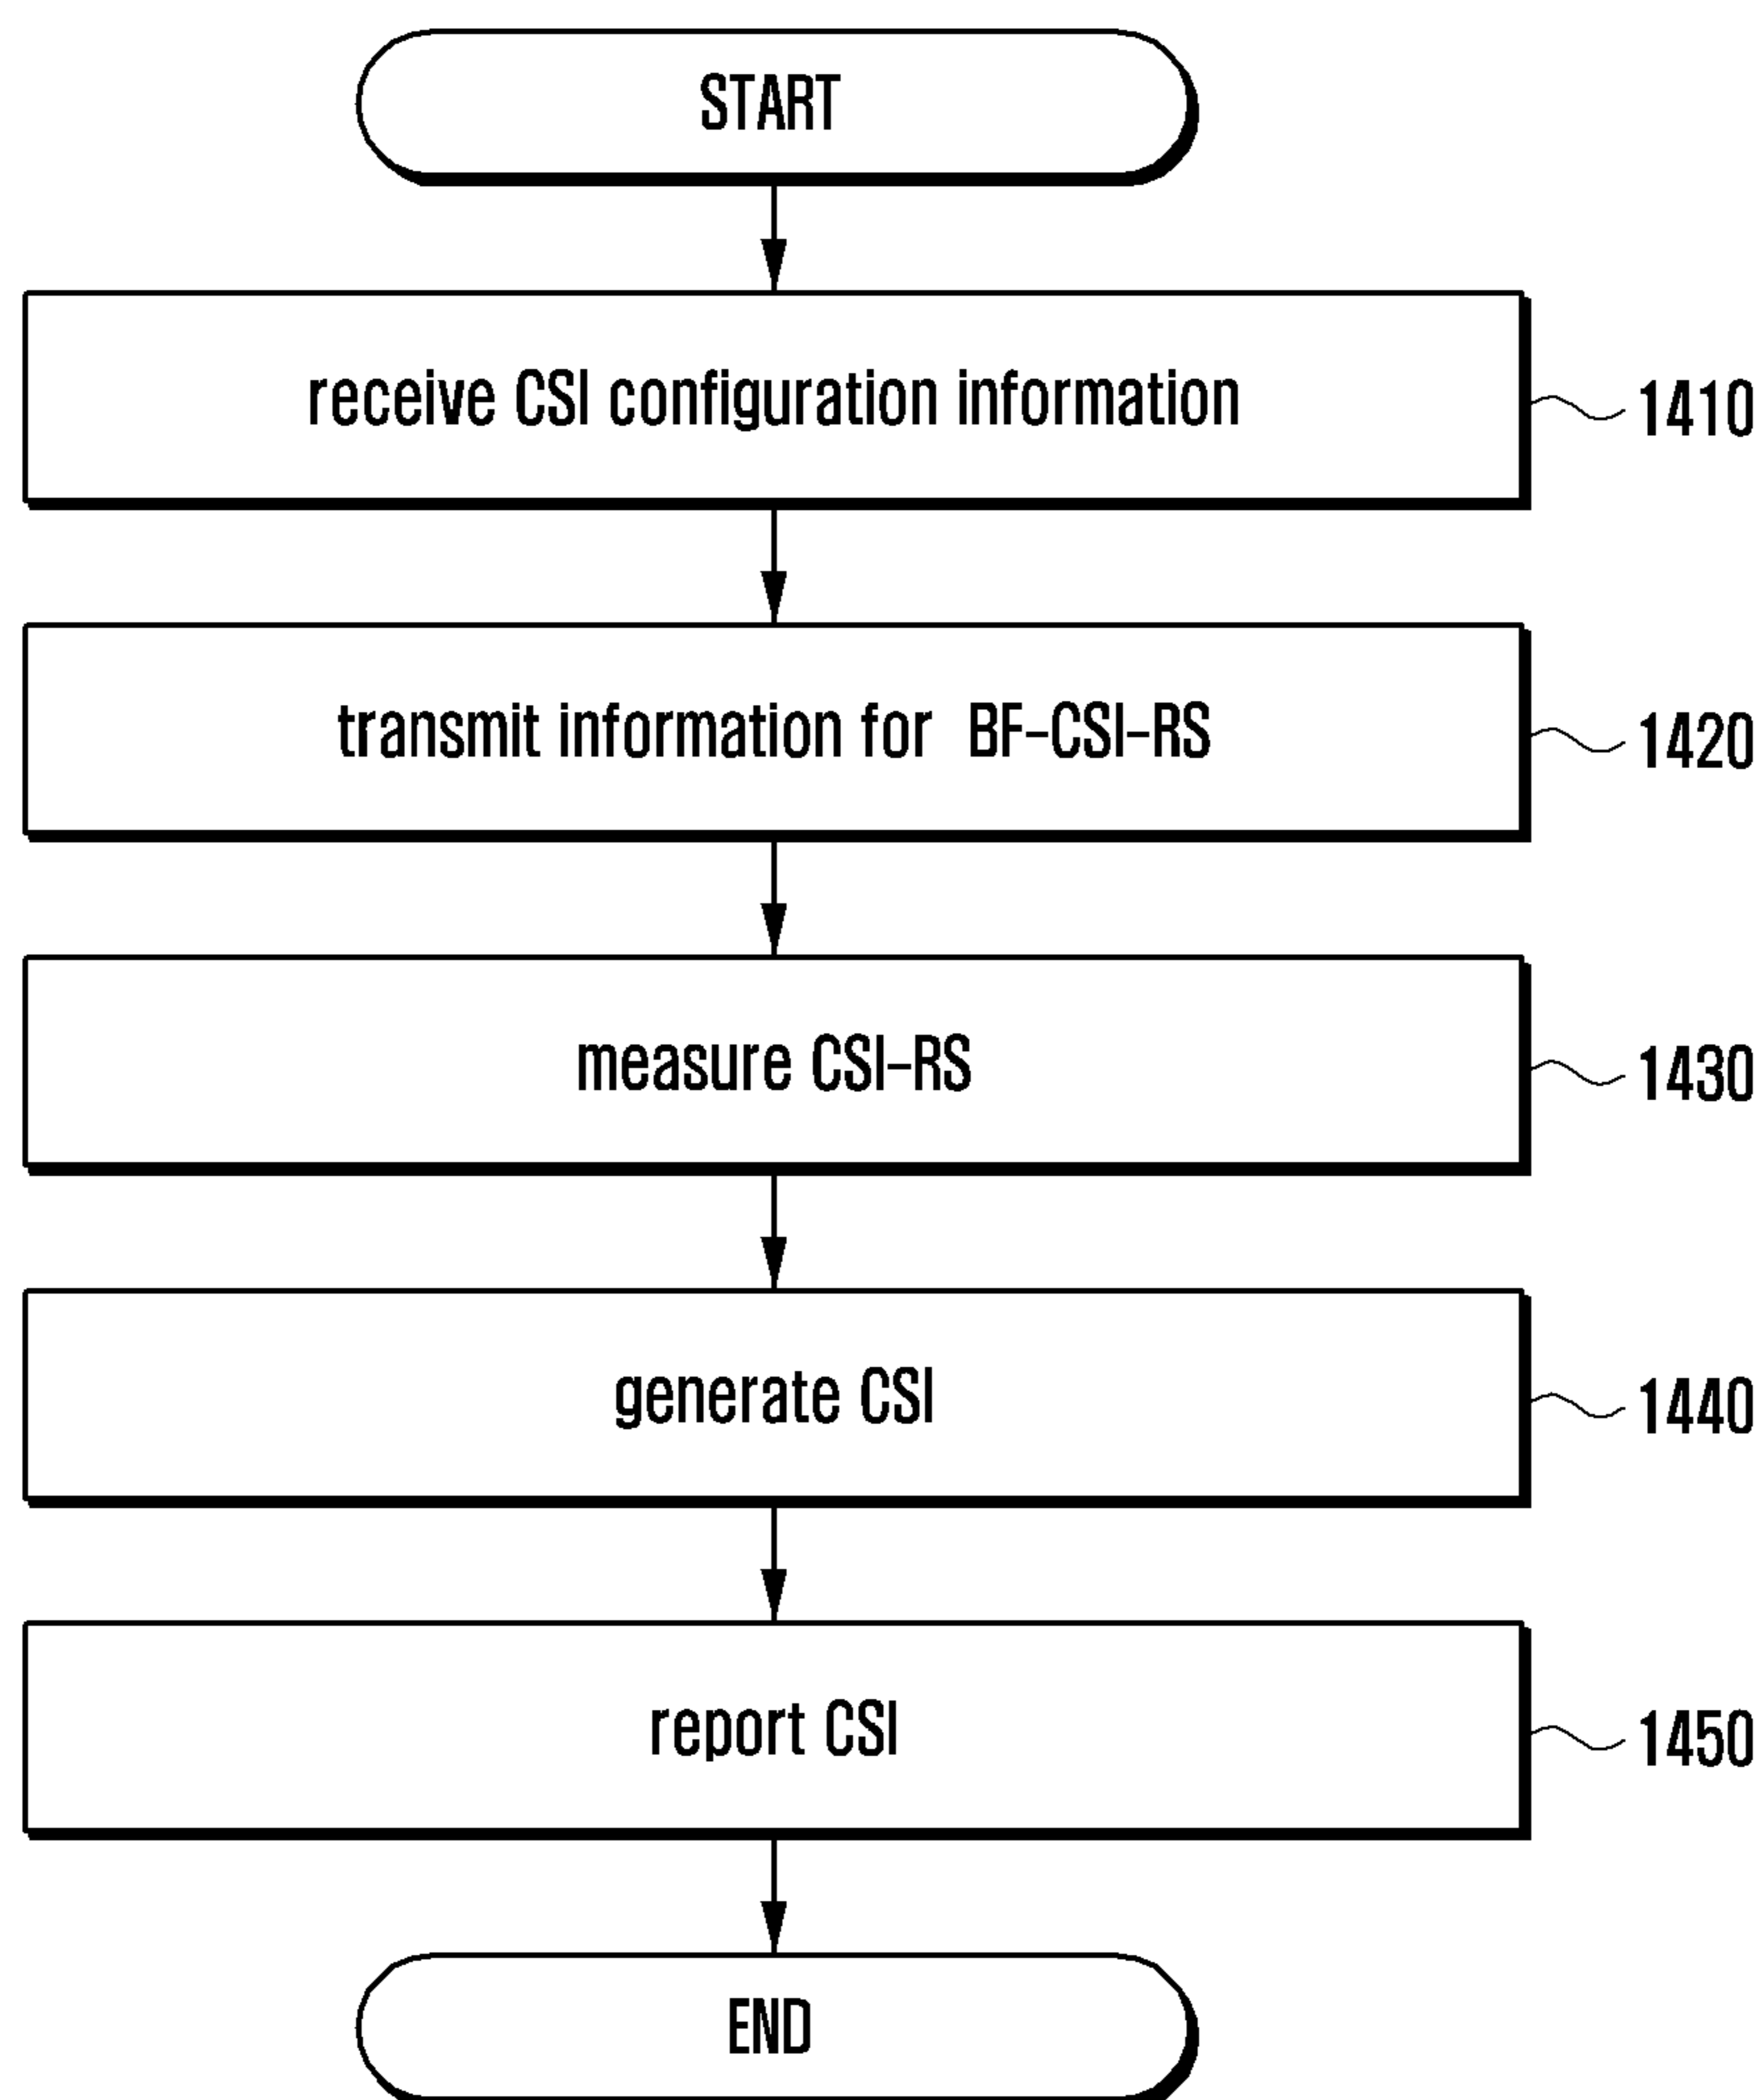 START
receive CSI configuration information
1410
transmit information for BF-CSI-RS
1420
measure CSI-RS
1430
generate CSI
1440
report CSI
1450
END